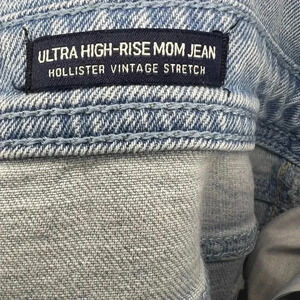 ULTRA HIGH-RISE MOM JEAN
HOLLISTER VINTAGE STRETCH